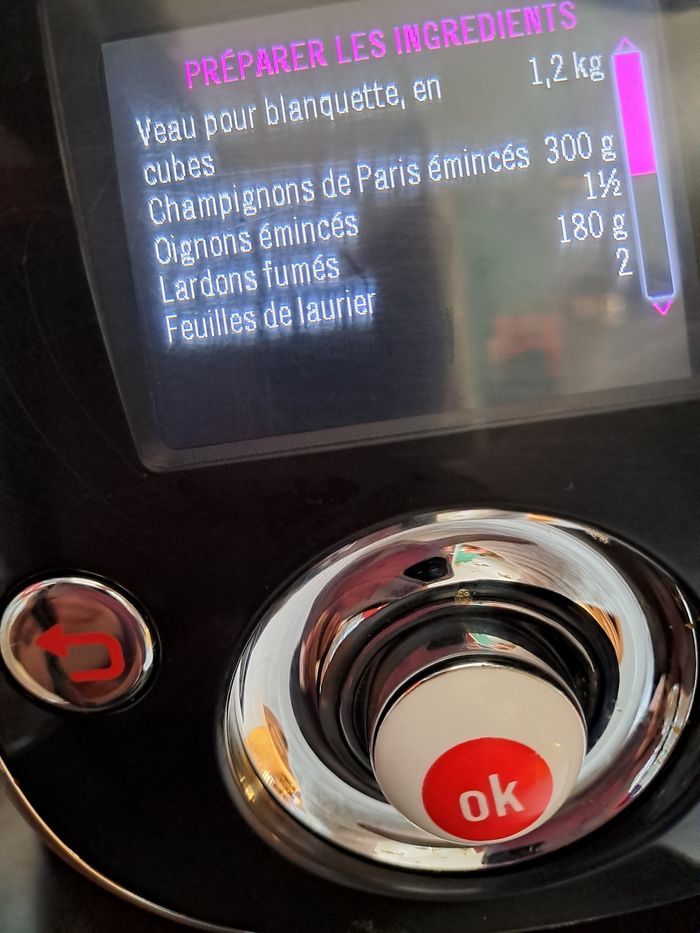 PRÉPARER LES INGREDIENTS
Veau pour blanquette, en 1,2 kg
cubes
Champignons de Paris émincés 300 g
Oignons émincés 1½
Lardons fumés 180 g
Feuilles de laurier 2
ok